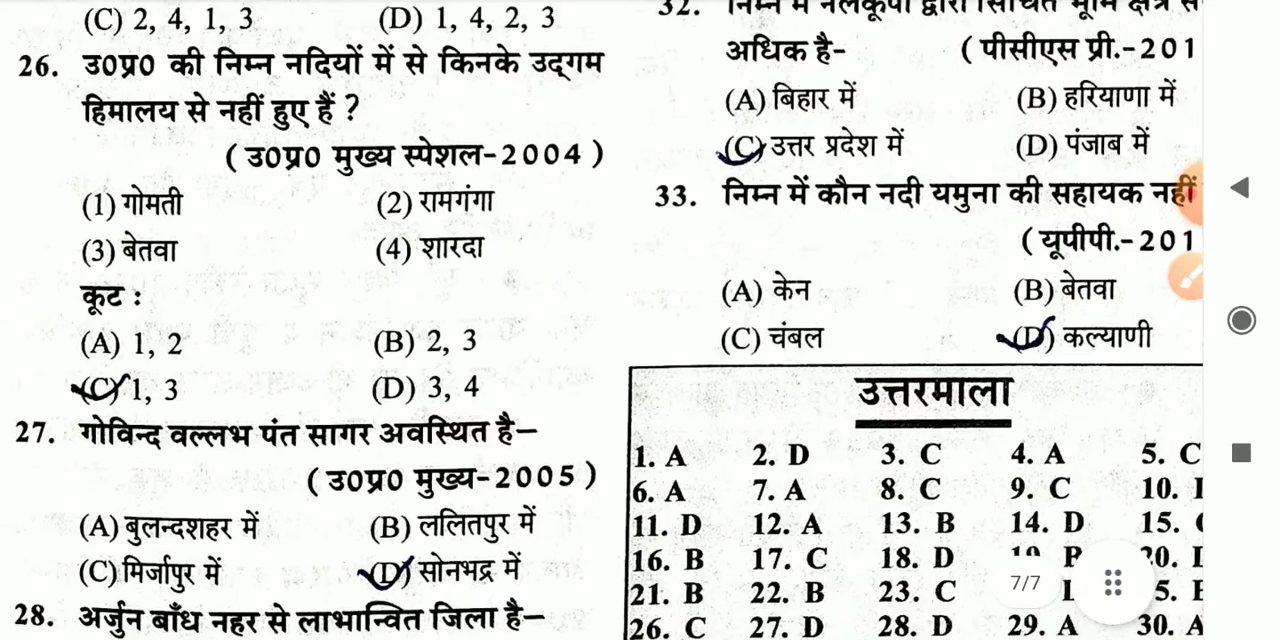 (C) 2, 4, 1, 3 (D) 1, 4, 2, 3
26. उ0प्र0 की निम्न नदियों में से किनके उद्गम
हिमालय से नहीं हुए हैं ?
( उ0प्र0 मुख्य स्पेशल-2004 )
(1) गोमती (2) रामगंगा
(3) बेतवा (4) शारदा
कूट :
(A) 1, 2 (B) 2, 3
(C) 1, 3 (D) 3, 4
27. गोविन्द वल्लभ पंत सागर अवस्थित है–
( उ0प्र0 मुख्य-2005 )
(A) बुलन्दशहर में (B) ललितपुर में
(C) मिर्जापुर में (D) सोनभद्र में
28. अर्जुन बाँध नहर से लाभान्वित जिला है–
32. निम्न में नलकूपों द्वारा सिंचित भूमि क्षेत्र स
अधिक है- ( पीसीएस प्री.-201
(A) बिहार में (B) हरियाणा में
(C) उत्तर प्रदेश में (D) पंजाब में
33. निम्न में कौन नदी यमुना की सहायक नहीं
( यूपीपी.-201
(A) केन (B) बेतवा
(C) चंबल (D) कल्याणी
उत्तरमाला
1. A 2. D 3. C 4. A 5. C
6. A 7. A 8. C 9. C 10.
11. D 12. A 13. B 14. D 15.
16. B 17. C 18. D
21. B 22. B 23. C
26. C 27. D 28. D 29. A 30. A
7/7